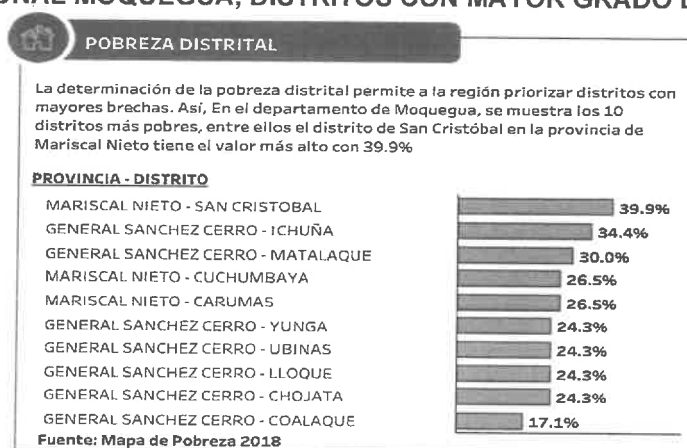 NAL MOQUEGUA, DISTRITOS CON MAYOR GRADO
POBREZA DISTRITAL
La determinación de la pobreza distrital permite a la región priorizar distritos con
mayores brechas. Así, En el departamento de Moquegua, se muestra los 10
distritos más pobres, entre ellos el distrito de San Cristóbal en la provincia de
Mariscal Nieto tiene el valor más alto con 39.9%
PROVINCIA - DISTRITO
MARISCAL NIETO - SAN CRISTOBAL 39.9%
GENERAL SANCHEZ CERRO - ICHUÑA 34.4%
GENERAL SANCHEZ CERRO - MATALAQUE 30.0%
MARISCAL NIETO - CUCHUMBAYA 26.5%
MARISCAL NIETO - CARUMAS 26.5%
GENERAL SANCHEZ CERRO - YUNGA 24.3%
GENERAL SANCHEZ CERRO - UBINAS 24.3%
GENERAL SANCHEZ CERRO - LLOQUE 24.3%
GENERAL SANCHEZ CERRO - CHOJATA 24.3%
GENERAL SANCHEZ CERRO - COALAQUE 17.1%
Fuente: Mapa de Pobreza 2018